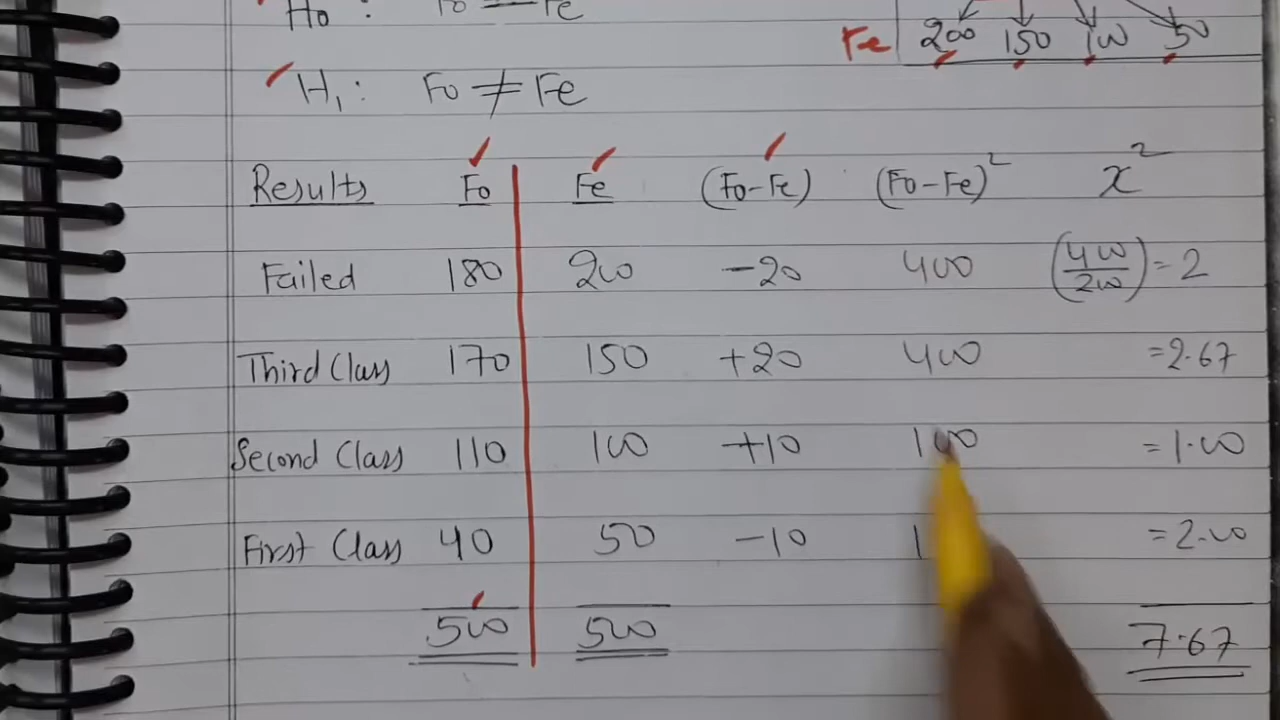 H₀ : Fo = Fe
Fe 200 150 100 50
H₁ : Fo ≠ Fe
Results Fo Fe (Fo-Fe) (Fo-Fe)² x²
Failed 180 200 -20 400 (400/200) = 2
Third Class 170 150 +20 400 = 2.67
Second Class 110 100 +10 100 = 1.00
First Class 40 50 -10 = 2.00
500 500 7.67